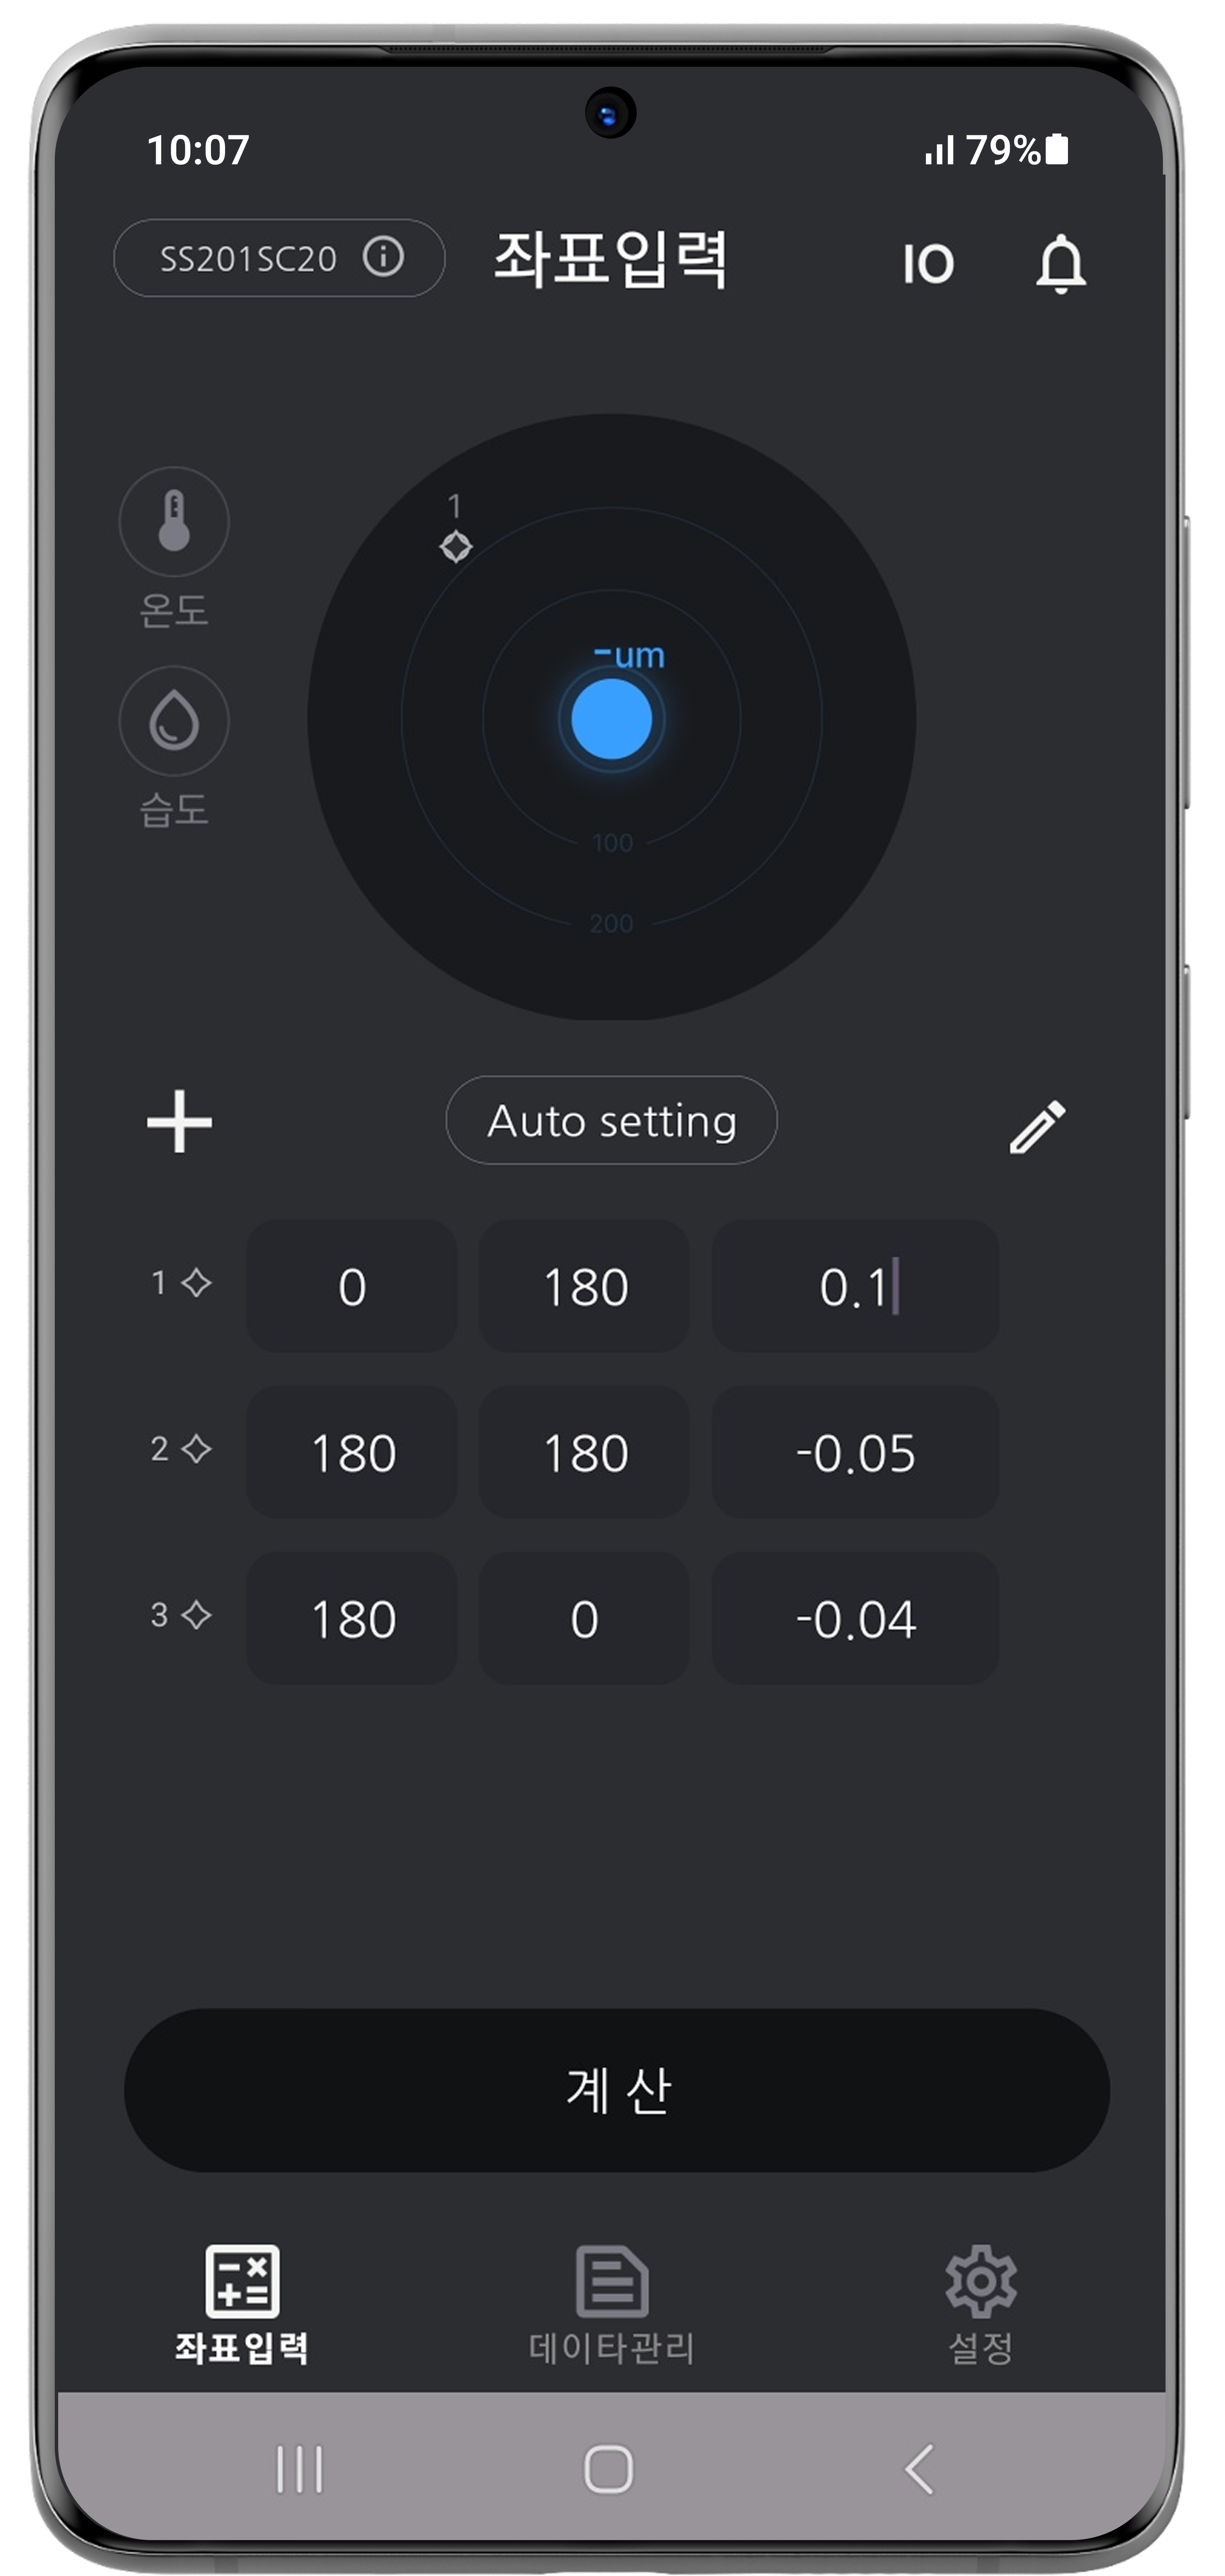 10:07 79%
SS201SC20 좌표입력 IO
1
온도
-um
습도
100
200
Auto setting
1 0 180 0.1
2 180 180 -0.05
3 180 0 -0.04
계 산
좌표입력 데이타관리 설정